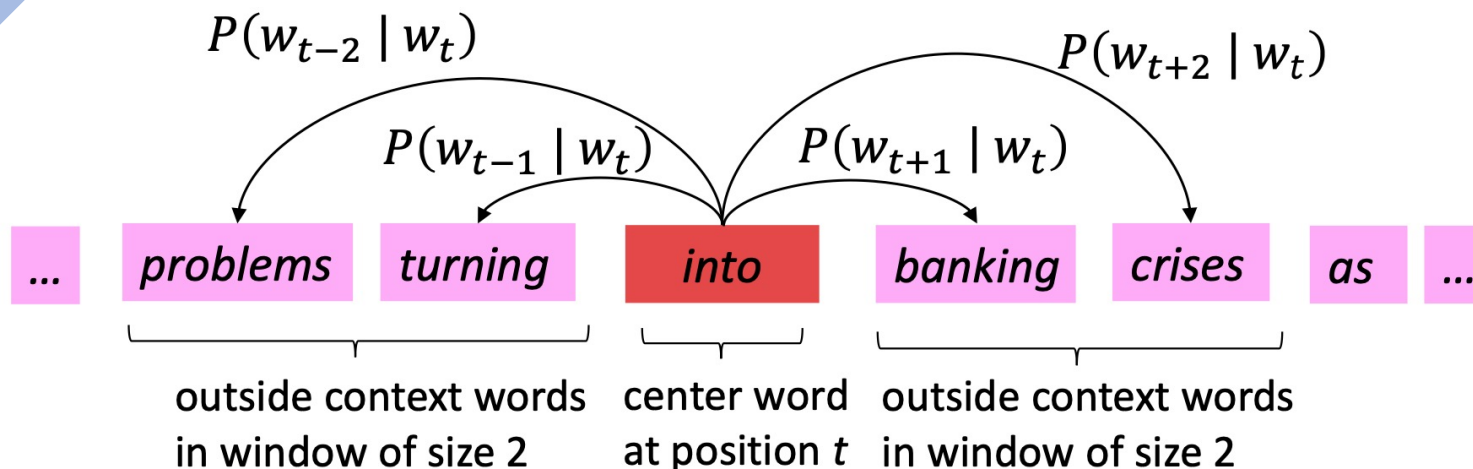 P(w_{t−2} | w_t)
P(w_{t+2} | w_t)
P(w_{t−1} | w_t)
P(w_{t+1} | w_t)
... problems turning into banking crises as ...
outside context words
in window of size 2
center word
at position t
outside context words
in window of size 2